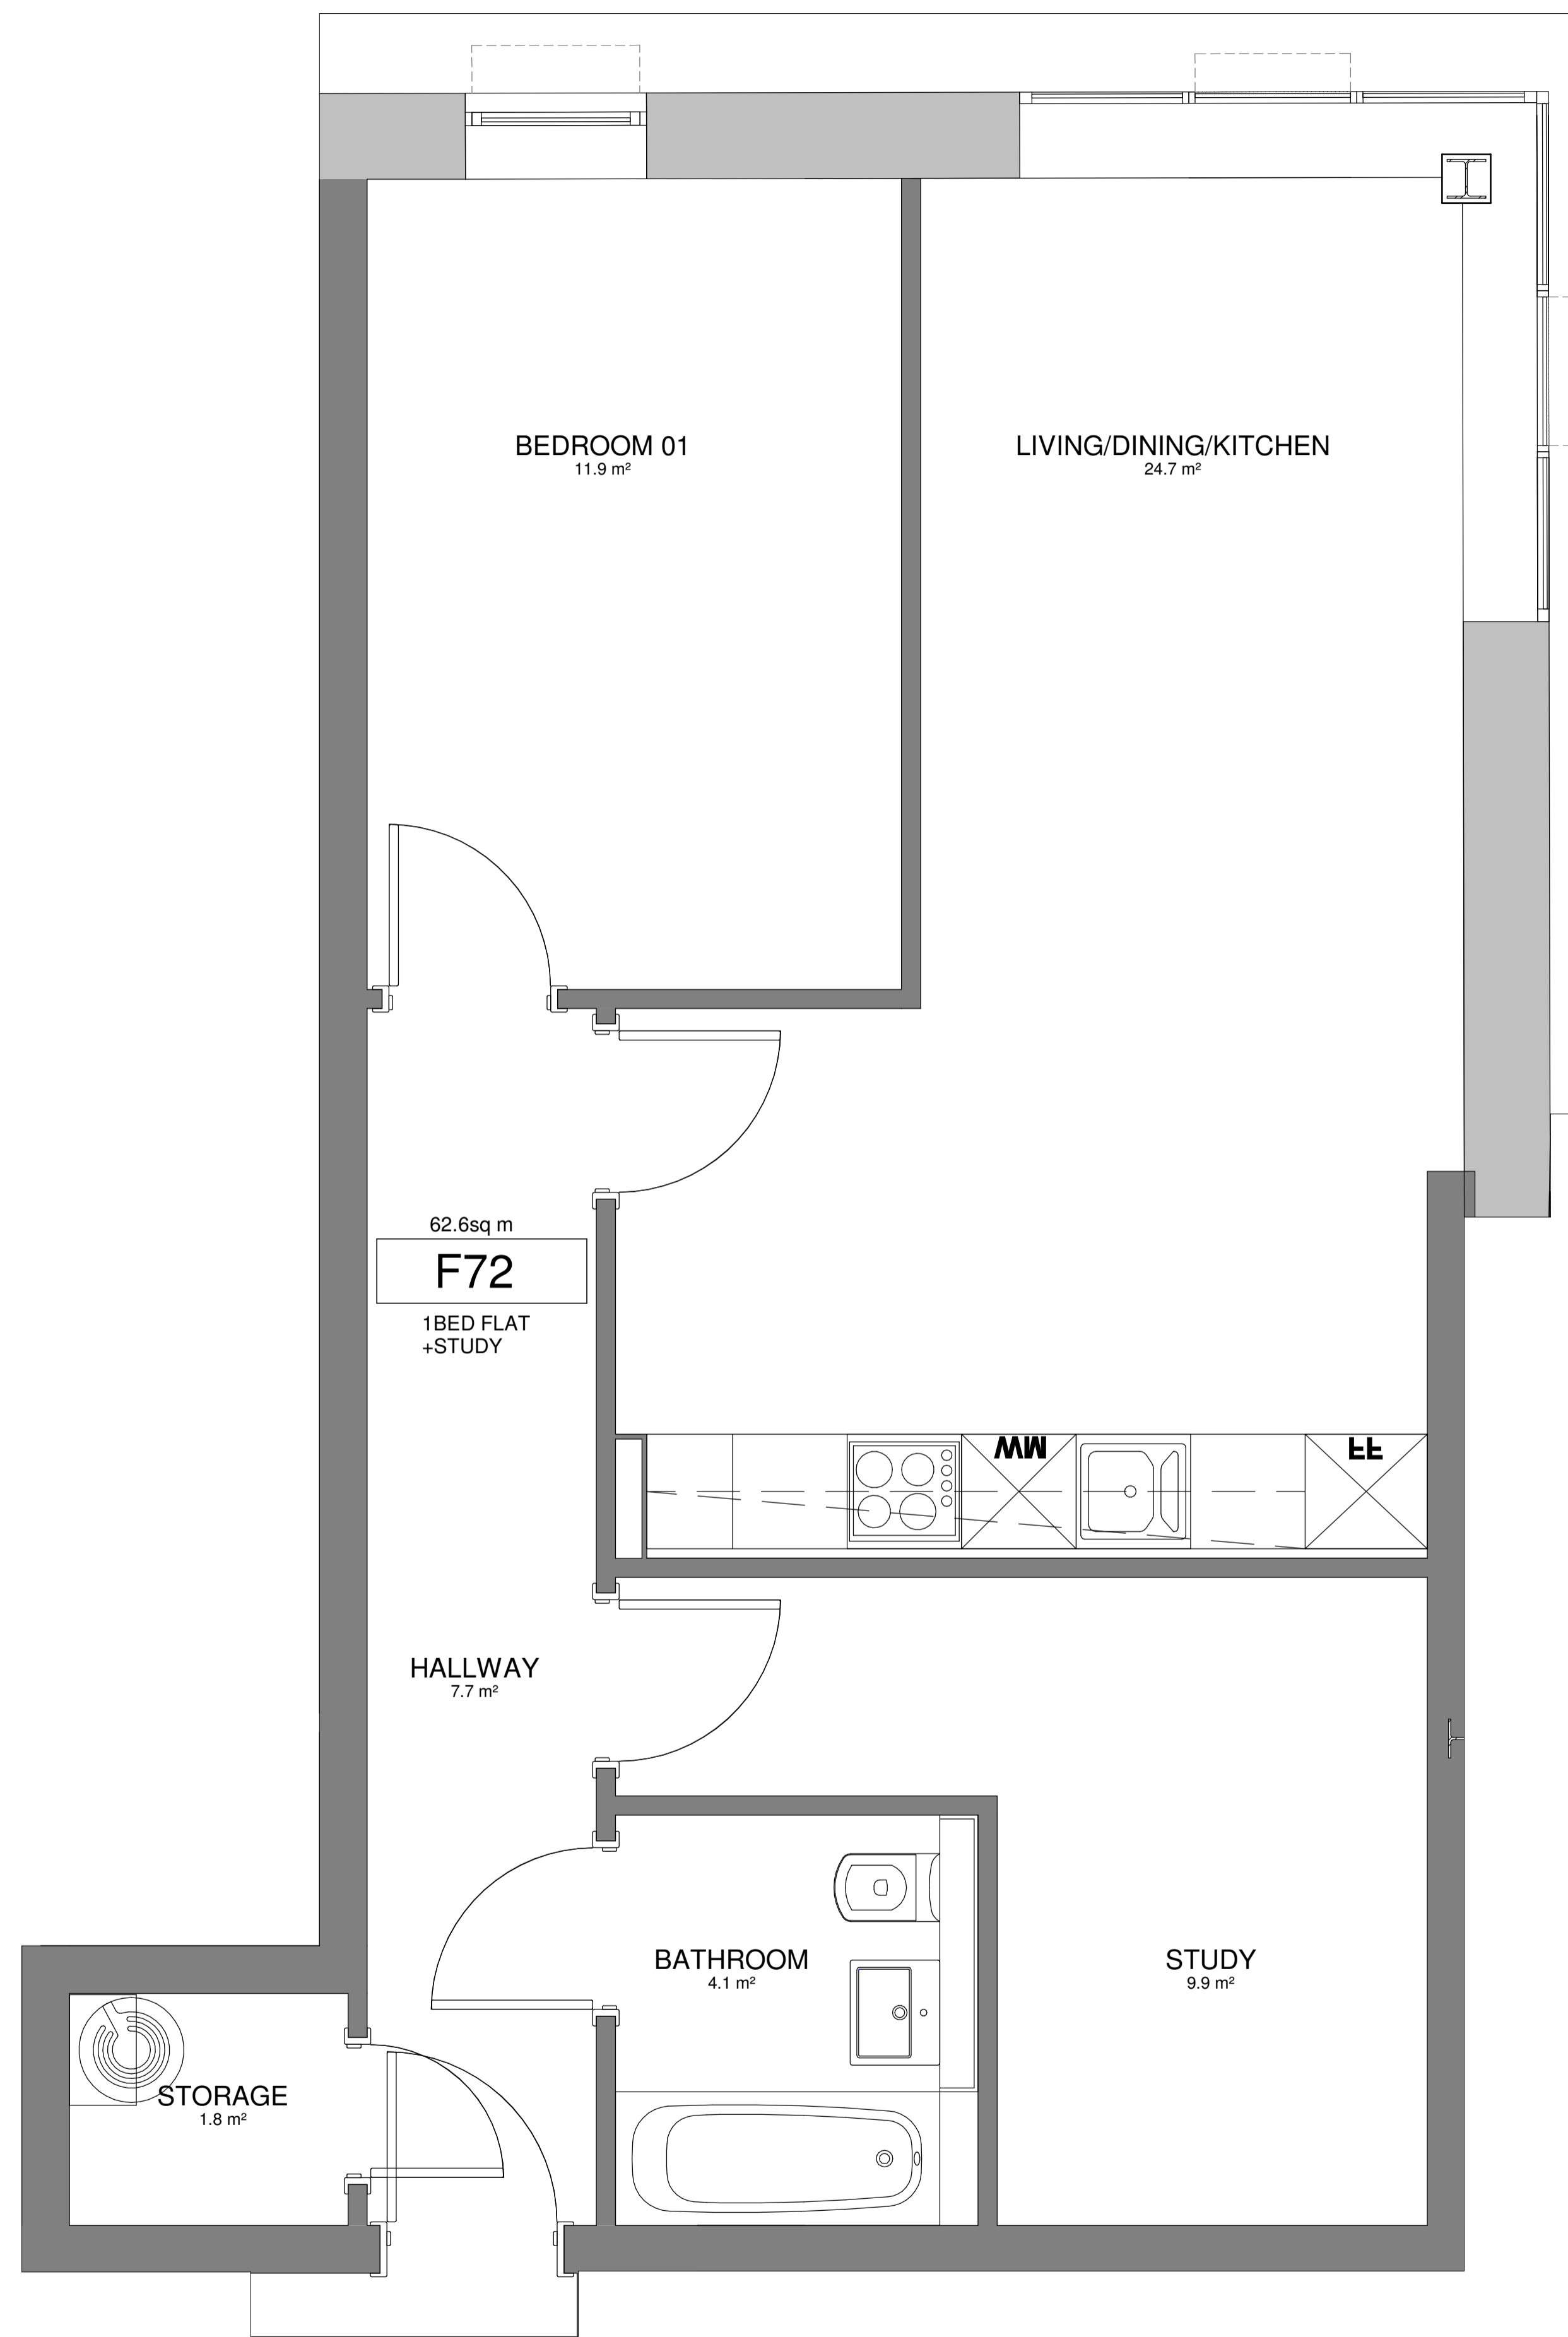 BEDROOM 01
11.9 m²
LIVING/DINING/KITCHEN
24.7 m²
62.6sq m
F72
1BED FLAT
+STUDY
WM
FF
HALLWAY
7.7 m²
BATHROOM
4.1 m²
STUDY
9.9 m²
STORAGE
1.8 m²